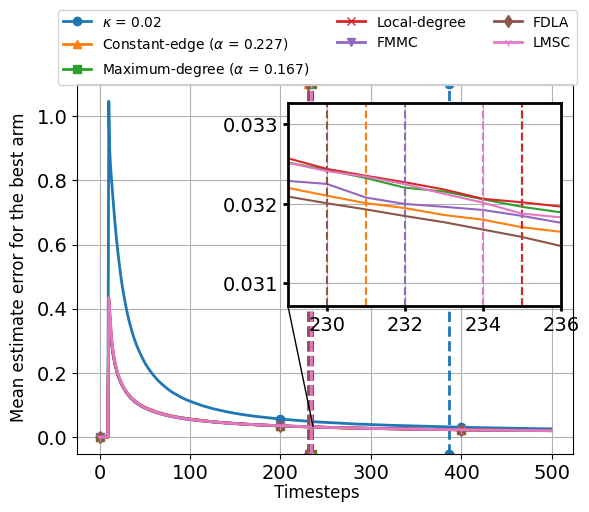 κ = 0.02
Constant-edge (α = 0.227)
Maximum-degree (α = 0.167)
Local-degree
FMMC
FDLA
LMSC
Mean estimate error for the best arm
1.0
0.8
0.6
0.4
0.2
0.0
0.033
0.032
0.031
230 232 234 236
0 100 200 300 400 500
Timesteps